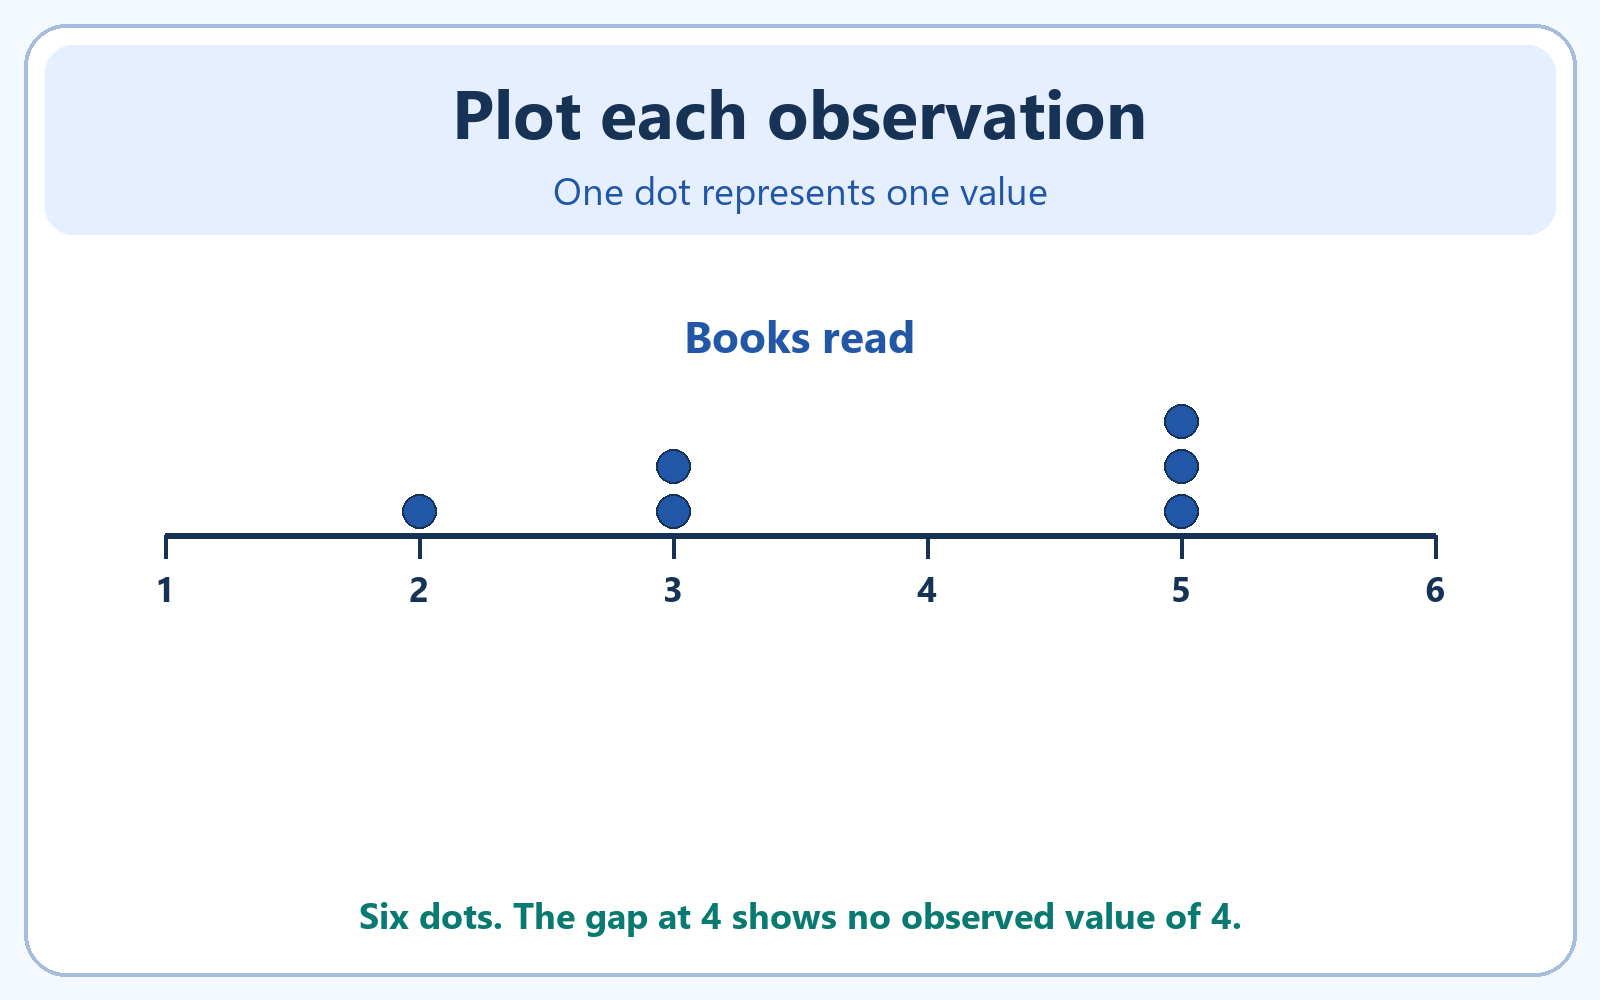 Plot each observation
One dot represents one value
Books read
1 2 3 4 5 6
Six dots. The gap at 4 shows no observed value of 4.